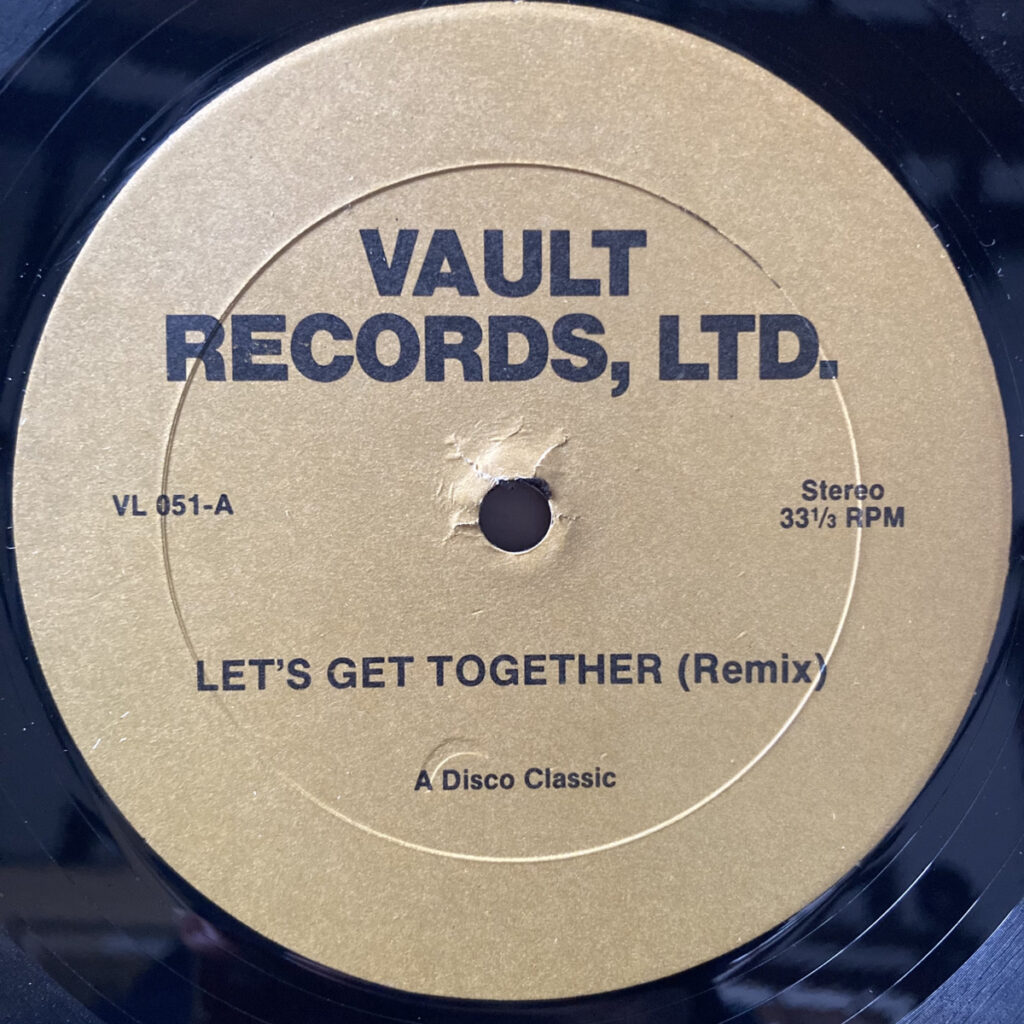 VAULT
RECORDS, LTD.
VL 051-A
Stereo
33⅓ RPM
LET'S GET TOGETHER (Remix)
A Disco Classic